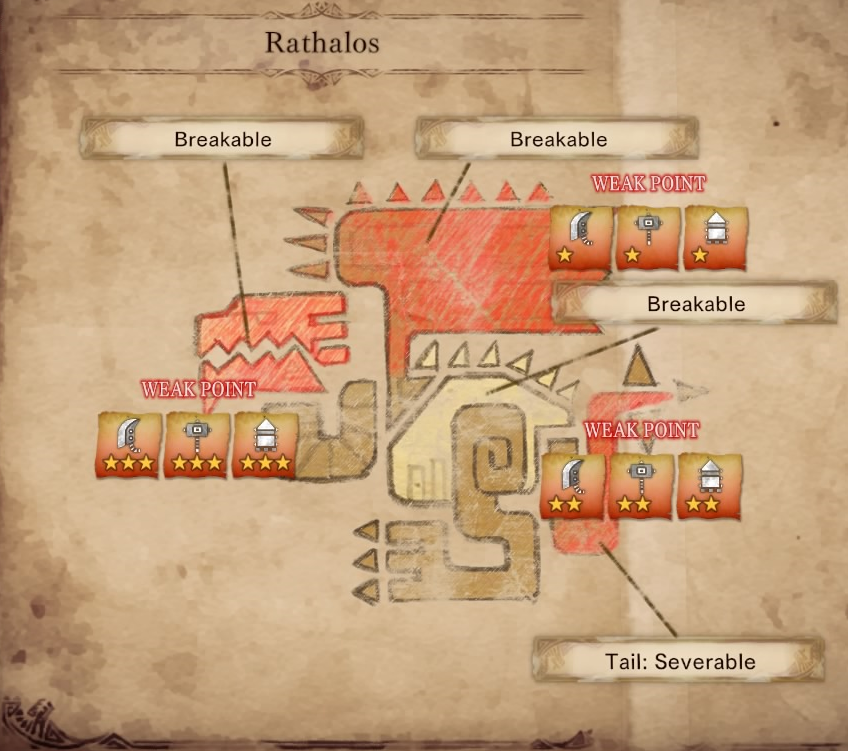 Rathalos
Breakable
Breakable
WEAK POINT
Breakable
WEAK POINT
WEAK POINT
Tail: Severable